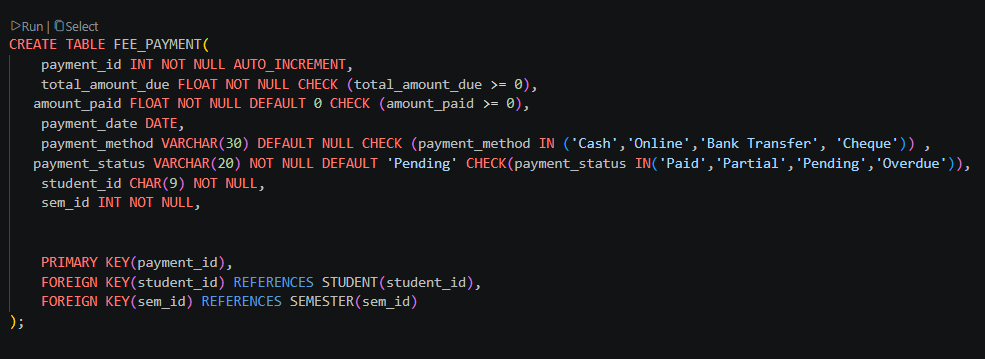 Run | Select
CREATE TABLE FEE_PAYMENT(
    payment_id INT NOT NULL AUTO_INCREMENT,
    total_amount_due FLOAT NOT NULL CHECK (total_amount_due >= 0),
   amount_paid FLOAT NOT NULL DEFAULT 0 CHECK (amount_paid >= 0),
    payment_date DATE,
    payment_method VARCHAR(30) DEFAULT NULL CHECK (payment_method IN ('Cash','Online','Bank Transfer', 'Cheque')) ,
   payment_status VARCHAR(20) NOT NULL DEFAULT 'Pending' CHECK(payment_status IN('Paid','Partial','Pending','Overdue')),
    student_id CHAR(9) NOT NULL,
    sem_id INT NOT NULL,
    PRIMARY KEY(payment_id),
    FOREIGN KEY(student_id) REFERENCES STUDENT(student_id),
    FOREIGN KEY(sem_id) REFERENCES SEMESTER(sem_id)
);